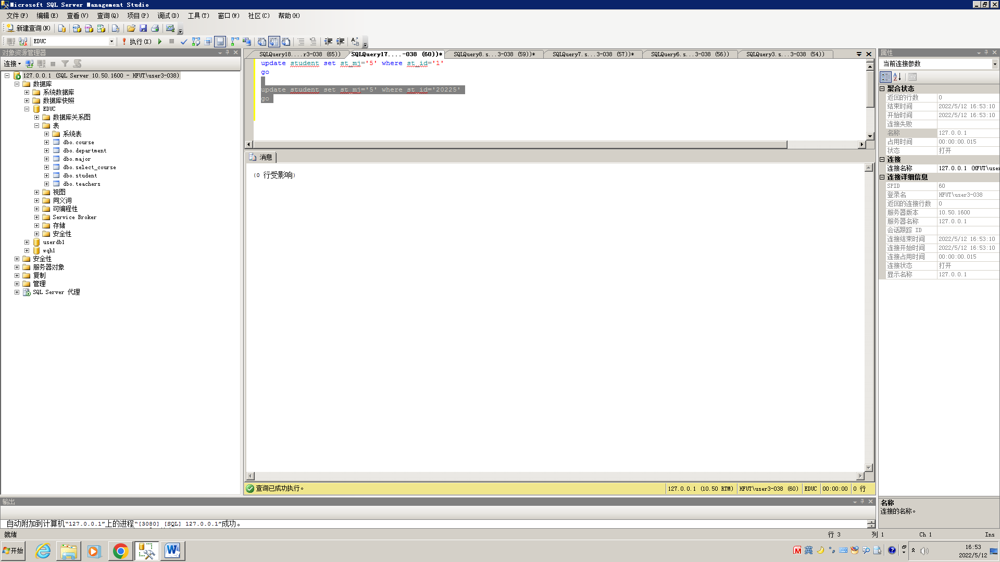 Microsoft SQL Server Management Studio
文件(F) 编辑(E) 查看(V) 查询(Q) 项目(P) 调试(D) 工具(T) 窗口(W) 社区(C) 帮助(H)
新建查询(N)
EDUC 执行(X)
对象资源管理器
连接
127.0.0.1 (SQL Server 10.50.1600 - HFUT\user3-038)
数据库
系统数据库
数据库快照
EDUC
数据库关系图
表
系统表
dbo.course
dbo.department
dbo.major
dbo.select_course
dbo.student
dbo.teachers
视图
同义词
可编程性
Service Broker
存储
安全性
userdb1
wqh1
安全性
服务器对象
复制
管理
SQL Server 代理
SQLQuery18....r3-038 (65)) SQLQuery17....-038 (60))* SQLQuery8.s...3-038 (59))* SQLQuery7.s...3-038 (57))* SQLQuery6.s...3-038 (56)) SQLQuery3.s...3-038 (54))
update student set st_mj='5' where st_id='1'
go
update student set st_mj='5' where st_id='20225'
go
消息
(0 行受影响)
查询已成功执行。 127.0.0.1 (10.50 RTM) HFUT\user3-038 (60) EDUC 00:00:00 0 行
属性
当前连接参数
聚合状态
返回的行数 0
结束时间 2022/5/12 16:53:10
开始时间 2022/5/12 16:53:10
连接失败
名称 127.0.0.1
占用时间 00:00:00.015
状态 打开
连接
连接名称 127.0.0.1 (HFUT\use
连接详细信息
SPID 60
登录名 HFUT\user3-038
返回的连接行数 0
服务器版本 10.50.1600
服务器名称 127.0.0.1
会话跟踪 ID
连接结束时间 2022/5/12 16:53:10
连接开始时间 2022/5/12 16:53:10
连接占用时间 00:00:00.015
连接状态 打开
显示名称 127.0.0.1
名称
连接的名称。
输出
自动附加到计算机“127.0.0.1”上的进程“[3080] [SQL] 127.0.0.1”成功。
就绪 行 3 列 1 Ch 1 Ins
开始 英 16:53
2022/5/12